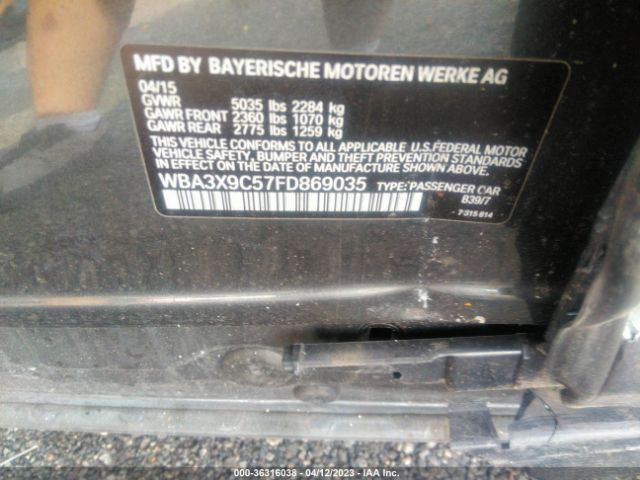 MFD BY BAYERISCHE MOTOREN WERKE AG
04/15
GVWR 5035 lbs 2284 kg
GAWR FRONT 2360 lbs 1070 kg
GAWR REAR 2775 lbs 1259 kg
THIS VEHICLE CONFORMS TO ALL APPLICABLE U.S. FEDERAL MOTOR
VEHICLE SAFETY, BUMPER AND THEFT PREVENTION STANDARDS
IN EFFECT ON THE DATE OF MANUFACTURE SHOWN ABOVE.
WBA3X9C57FD869035 TYPE: PASSENGER CAR
B39/7
7 315 614
000-36316038 - 04/12/2023 - IAA Inc.